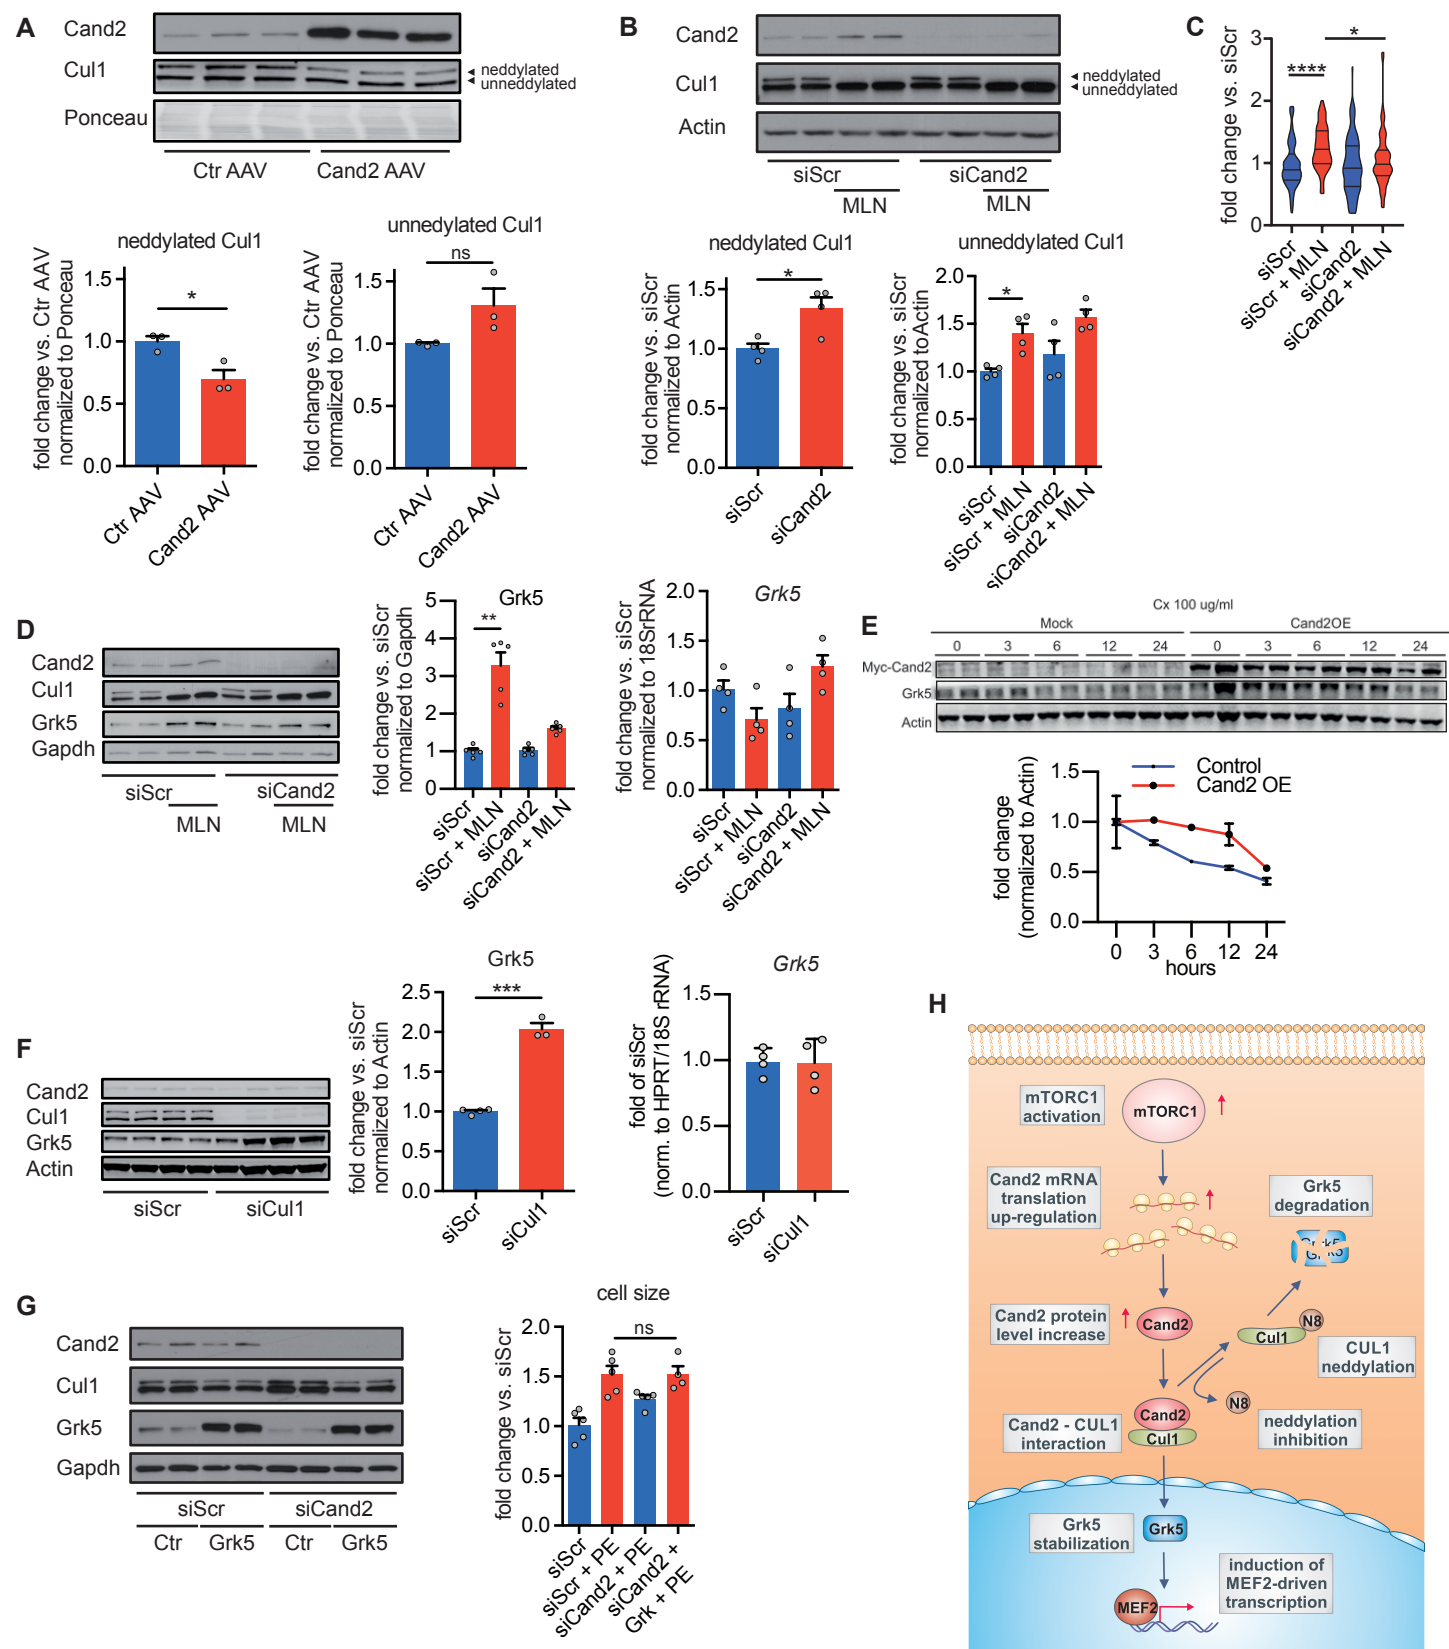 A
Cand2
Cul1
neddylated
unneddylated
Ponceau
Ctr AAV
Cand2 AAV
neddylated Cul1
fold change vs. Ctr AAV
normalized to Ponceau
1.5
1.0
0.5
0.0
*
Ctr AAV
Cand2 AAV
unnedylated Cul1
fold change vs. Ctr AAV
normalized to Ponceau
1.5
1.0
0.5
0.0
ns
Ctr AAV
Cand2 AAV
B
Cand2
Cul1
neddylated
unneddylated
Actin
siScr
siCand2
MLN
MLN
neddylated Cul1
fold change vs. siScr
normalized to Actin
1.5
1.0
0.5
0.0
*
siScr
siCand2
unneddylated Cul1
fold change vs. siScr
normalized to Actin
2.0
1.5
1.0
0.5
0.0
*
siScr
siScr + MLN
siCand2
siCand2 + MLN
C
fold change vs. siScr
3
2
1
0
****
*
siScr
siScr + MLN
siCand2
siCand2 + MLN
D
Cand2
Cul1
Grk5
Gapdh
siScr
siCand2
MLN
MLN
Grk5
fold change vs. siScr
normalized to Gapdh
5
4
3
2
1
0
**
siScr
siScr + MLN
siCand2
siCand2 + MLN
Grk5
fold change vs. siScr
normalized to 18SrRNA
2.0
1.5
1.0
0.5
0.0
siScr
siScr + MLN
siCand2
siCand2 + MLN
E
Cx 100 ug/ml
Mock
Cand2OE
0 3 6 12 24 0 3 6 12 24
Myc-Cand2
Grk5
Actin
Control
Cand2 OE
fold change
(normalized to Actin)
1.5
1.0
0.5
0.0
0 3 6 12 24
hours
F
Cand2
Cul1
Grk5
Actin
siScr
siCul1
Grk5
fold change vs. siScr
normalized to Actin
2.5
2.0
1.5
1.0
0.5
0.0
***
siScr
siCul1
Grk5
fold of siScr
(norm. to HPRT/18S rRNA)
1.5
1.0
0.5
0.0
siScr
siCul1
G
Cand2
Cul1
Grk5
Gapdh
siScr
siCand2
Ctr
Grk5
Ctr
Grk5
cell size
fold change vs. siScr
2.0
1.5
1.0
0.5
0.0
ns
siScr
siScr + PE
siCand2 + PE
siCand2 +
Grk + PE
H
mTORC1
activation
mTORC1
Cand2 mRNA
translation
up-regulation
Grk5
degradation
Grk5
Cand2 protein
level increase
Cand2
N8
Cul1
CUL1
neddylation
N8
Cand2
Cul1
Cand2 - CUL1
interaction
neddylation
inhibition
Grk5
stabilization
Grk5
induction of
MEF2-driven
transcription
MEF2